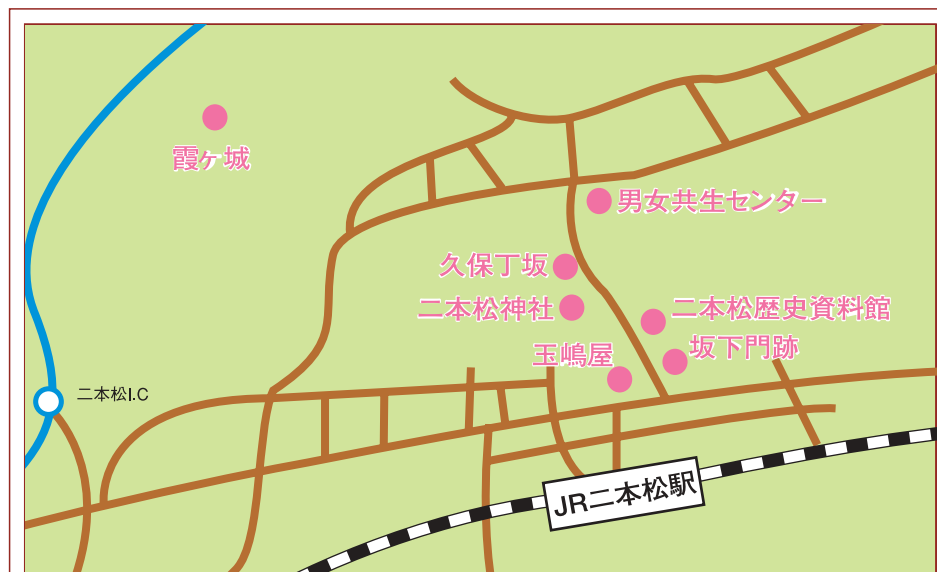 霞ヶ城
男女共生センター
久保丁坂
二本松神社
二本松歴史資料館
玉嶋屋
坂下門跡
二本松I.C
JR二本松駅